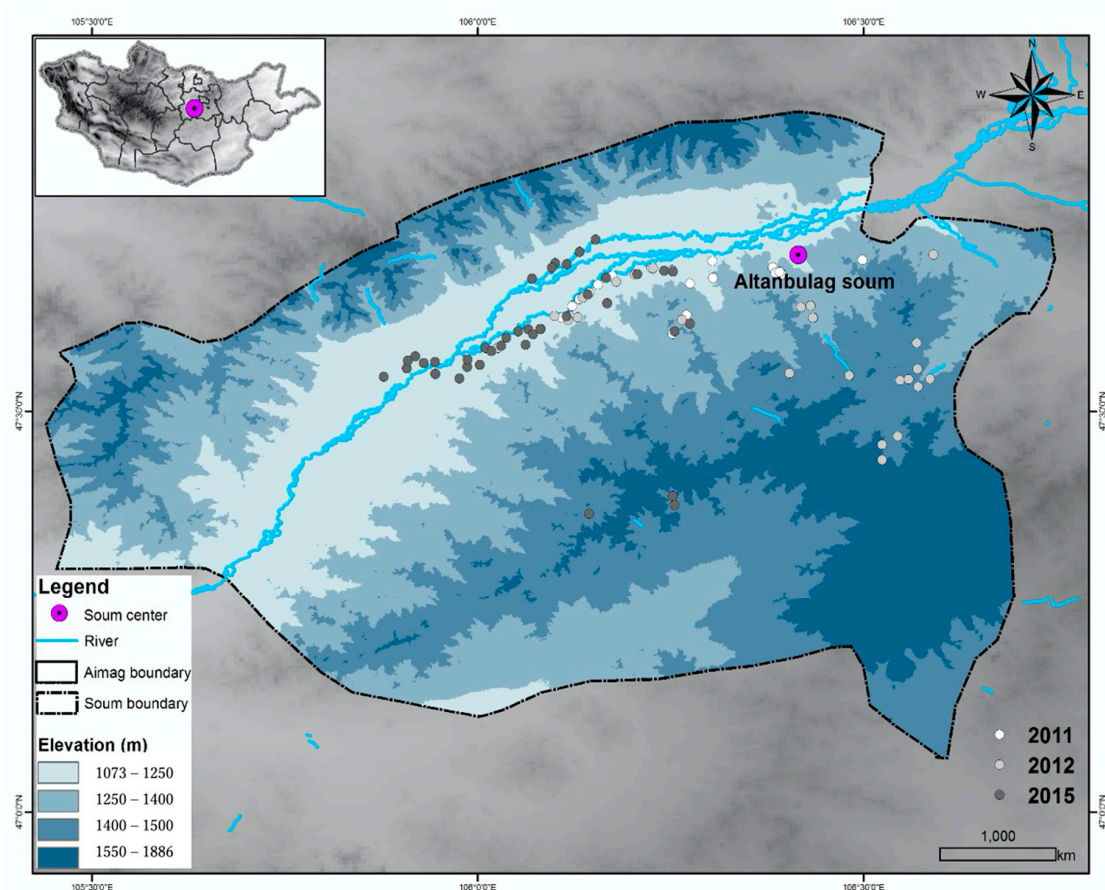 105°30'0"E
106°0'0"E
106°30'0"E
N
W
E
S
Altanbulag soum
47°30'0"N
47°30'0"N
Legend
Soum center
River
Aimag boundary
Soum boundary
Elevation (m)
1073 – 1250
1250 – 1400
1400 – 1500
1550 – 1886
2011
2012
2015
47°0'0"N
47°0'0"N
1,000
km
105°30'0"E
106°0'0"E
106°30'0"E